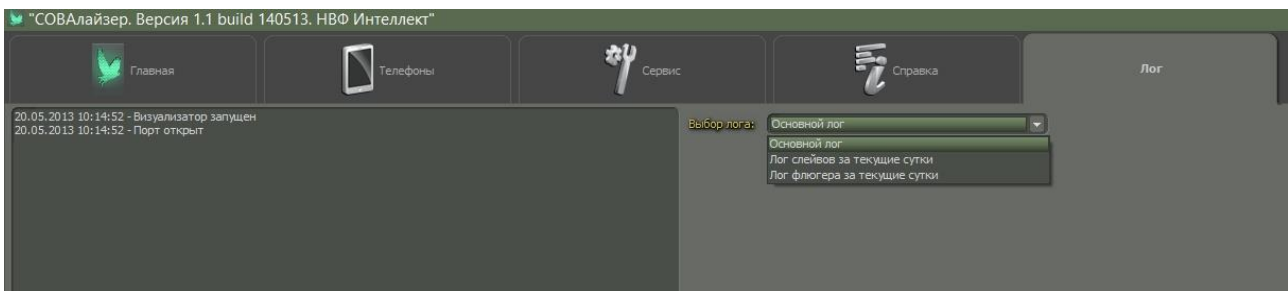 "СОВАлайзер. Версия 1.1 build 140513. НВФ Интеллект"
Главная
Телефоны
Сервис
Справка
Лог
20.05.2013 10:14:52 - Визуализатор запущен
20.05.2013 10:14:52 - Порт открыт
Выбор лога:
Основной лог
Основной лог
Лог слейвов за текущие сутки
Лог флюгера за текущие сутки